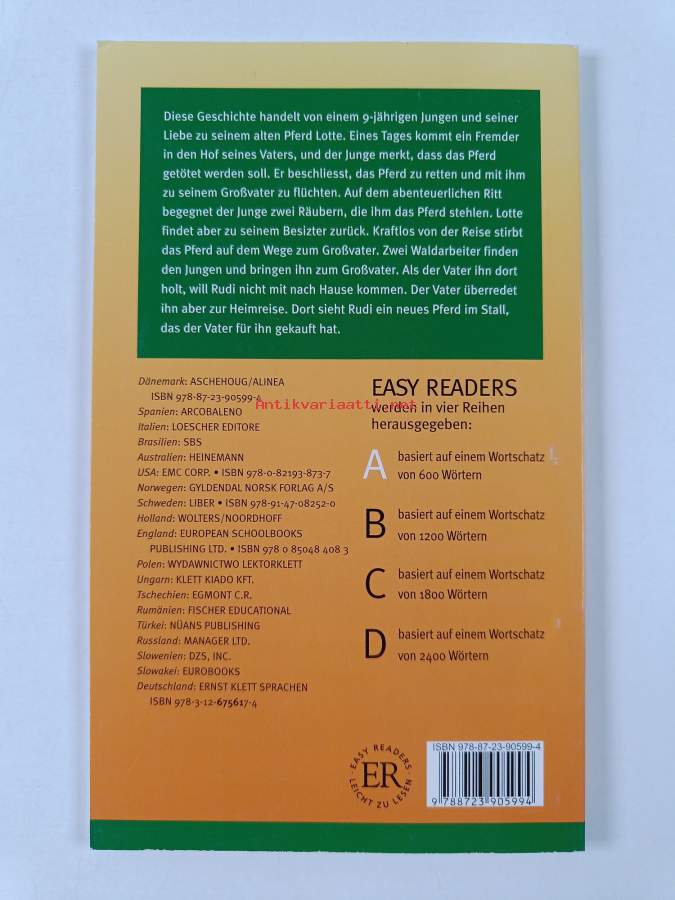 Diese Geschichte handelt von einem 9-jährigen Jungen und seiner
Liebe zu seinem alten Pferd Lotte. Eines Tages kommt ein Fremder
in den Hof seines Vaters, und der Junge merkt, dass das Pferd
getötet werden soll. Er beschliesst, das Pferd zu retten und mit ihm
zu seinem Großvater zu flüchten. Auf dem abenteuerlichen Ritt
begegnet der Junge zwei Räubern, die ihm das Pferd stehlen. Lotte
findet aber zu seinem Besizter zurück. Kraftlos von der Reise stirbt
das Pferd auf dem Wege zum Großvater. Zwei Waldarbeiter finden
den Jungen und bringen ihn zum Großvater. Als der Vater ihn dort
holt, will Rudi nicht mit nach Hause kommen. Der Vater überredet
ihn aber zur Heimreise. Dort sieht Rudi ein neues Pferd im Stall,
das der Vater für ihn gekauft hat.
Dänemark: ASCHEHOUG/ALINEA
ISBN 978-87-23-90599-4
Spanien: ARCOBALENO
Italien: LOESCHER EDITORE
Brasilien: SBS
Australien: HEINEMANN
USA: EMC CORP. • ISBN 978-0-82193-873-7
Norwegen: GYLDENDAL NORSK FORLAG A/S
Schweden: LIBER • ISBN 978-91-47-08252-0
Holland: WOLTERS/NOORDHOFF
England: EUROPEAN SCHOOLBOOKS
PUBLISHING LTD. • ISBN 978 0 85048 408 3
Polen: WYDAWNICTWO LEKTORKLETT
Ungarn: KLETT KIADO KFT.
Tschechien: EGMONT C.R.
Rumänien: FISCHER EDUCATIONAL
Türkei: NÜANS PUBLISHING
Russland: MANAGER LTD.
Slowenien: DZS, INC.
Slowakei: EUROBOOKS
Deutschland: ERNST KLETT SPRACHEN
ISBN 978-3-12-675617-4
Antikvariaatti.net
EASY READERS
werden in vier Reihen
herausgegeben:
A basiert auf einem Wortschatz
von 600 Wörtern
B basiert auf einem Wortschatz
von 1200 Wörtern
C basiert auf einem Wortschatz
von 1800 Wörtern
D basiert auf einem Wortschatz
von 2400 Wörtern
EASY READERS
ER
LEICHT ZU LESEN
ISBN 978-87-23-90599-4
9 788723 905994